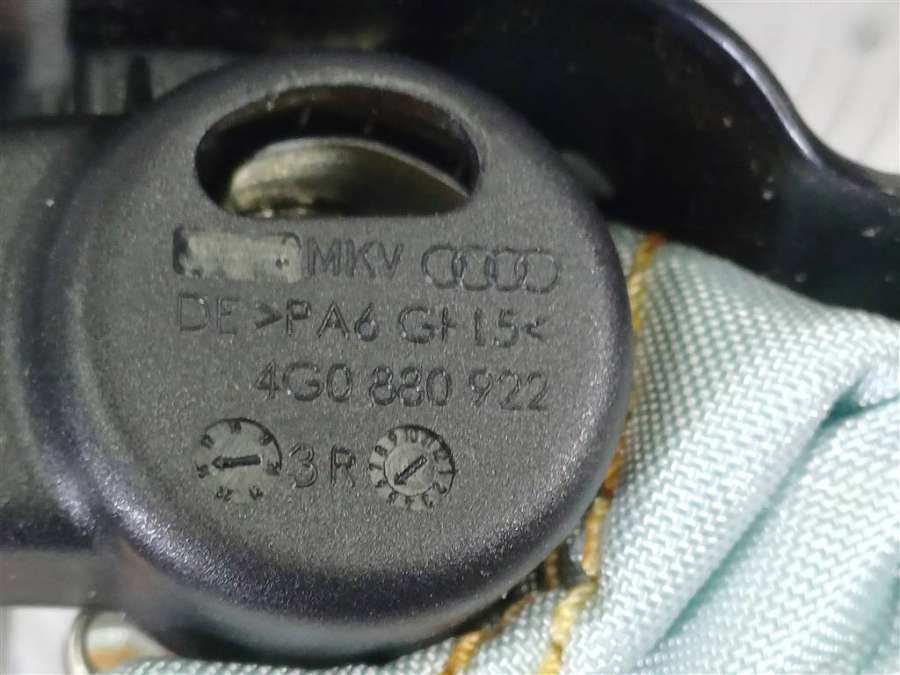 MKV
DE >PA6 GF15<
4G0 880 922
3R